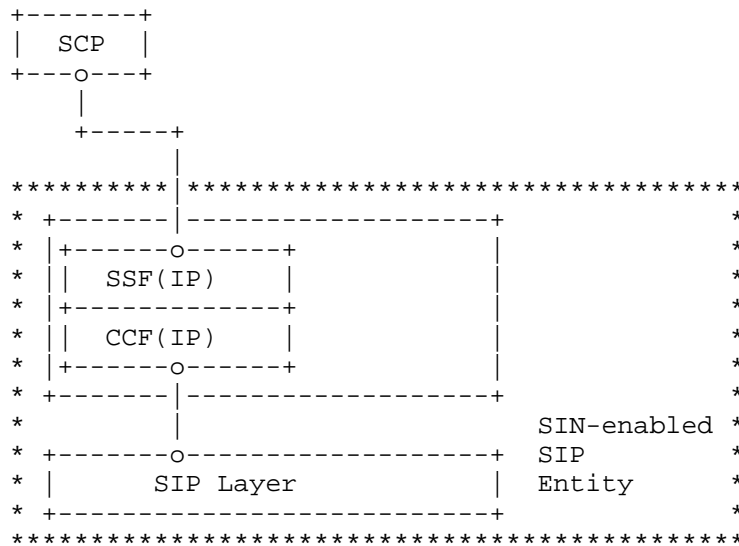 SCP
SSF(IP)
CCF(IP)
SIN-enabled
SIP
SIP Layer
Entity